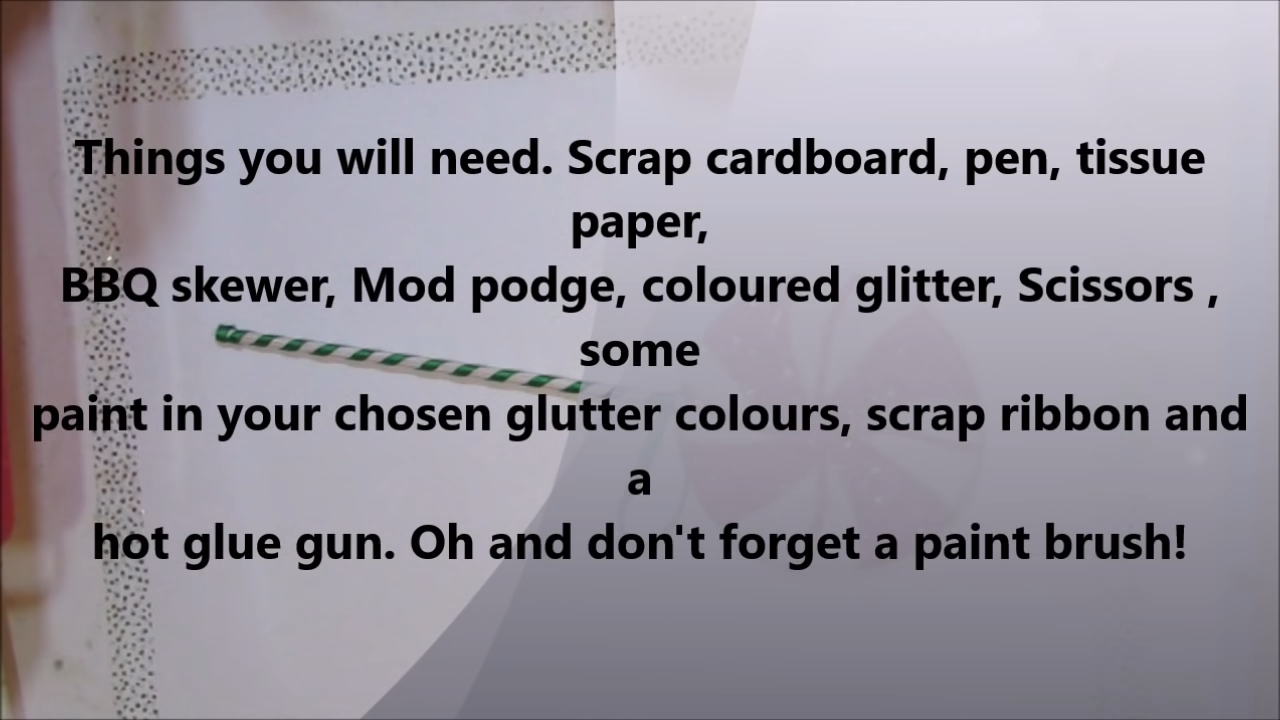 Things you will need. Scrap cardboard, pen, tissue
paper,
BBQ skewer, Mod podge, coloured glitter, Scissors ,
some
paint in your chosen glutter colours, scrap ribbon and
a
hot glue gun. Oh and don't forget a paint brush!